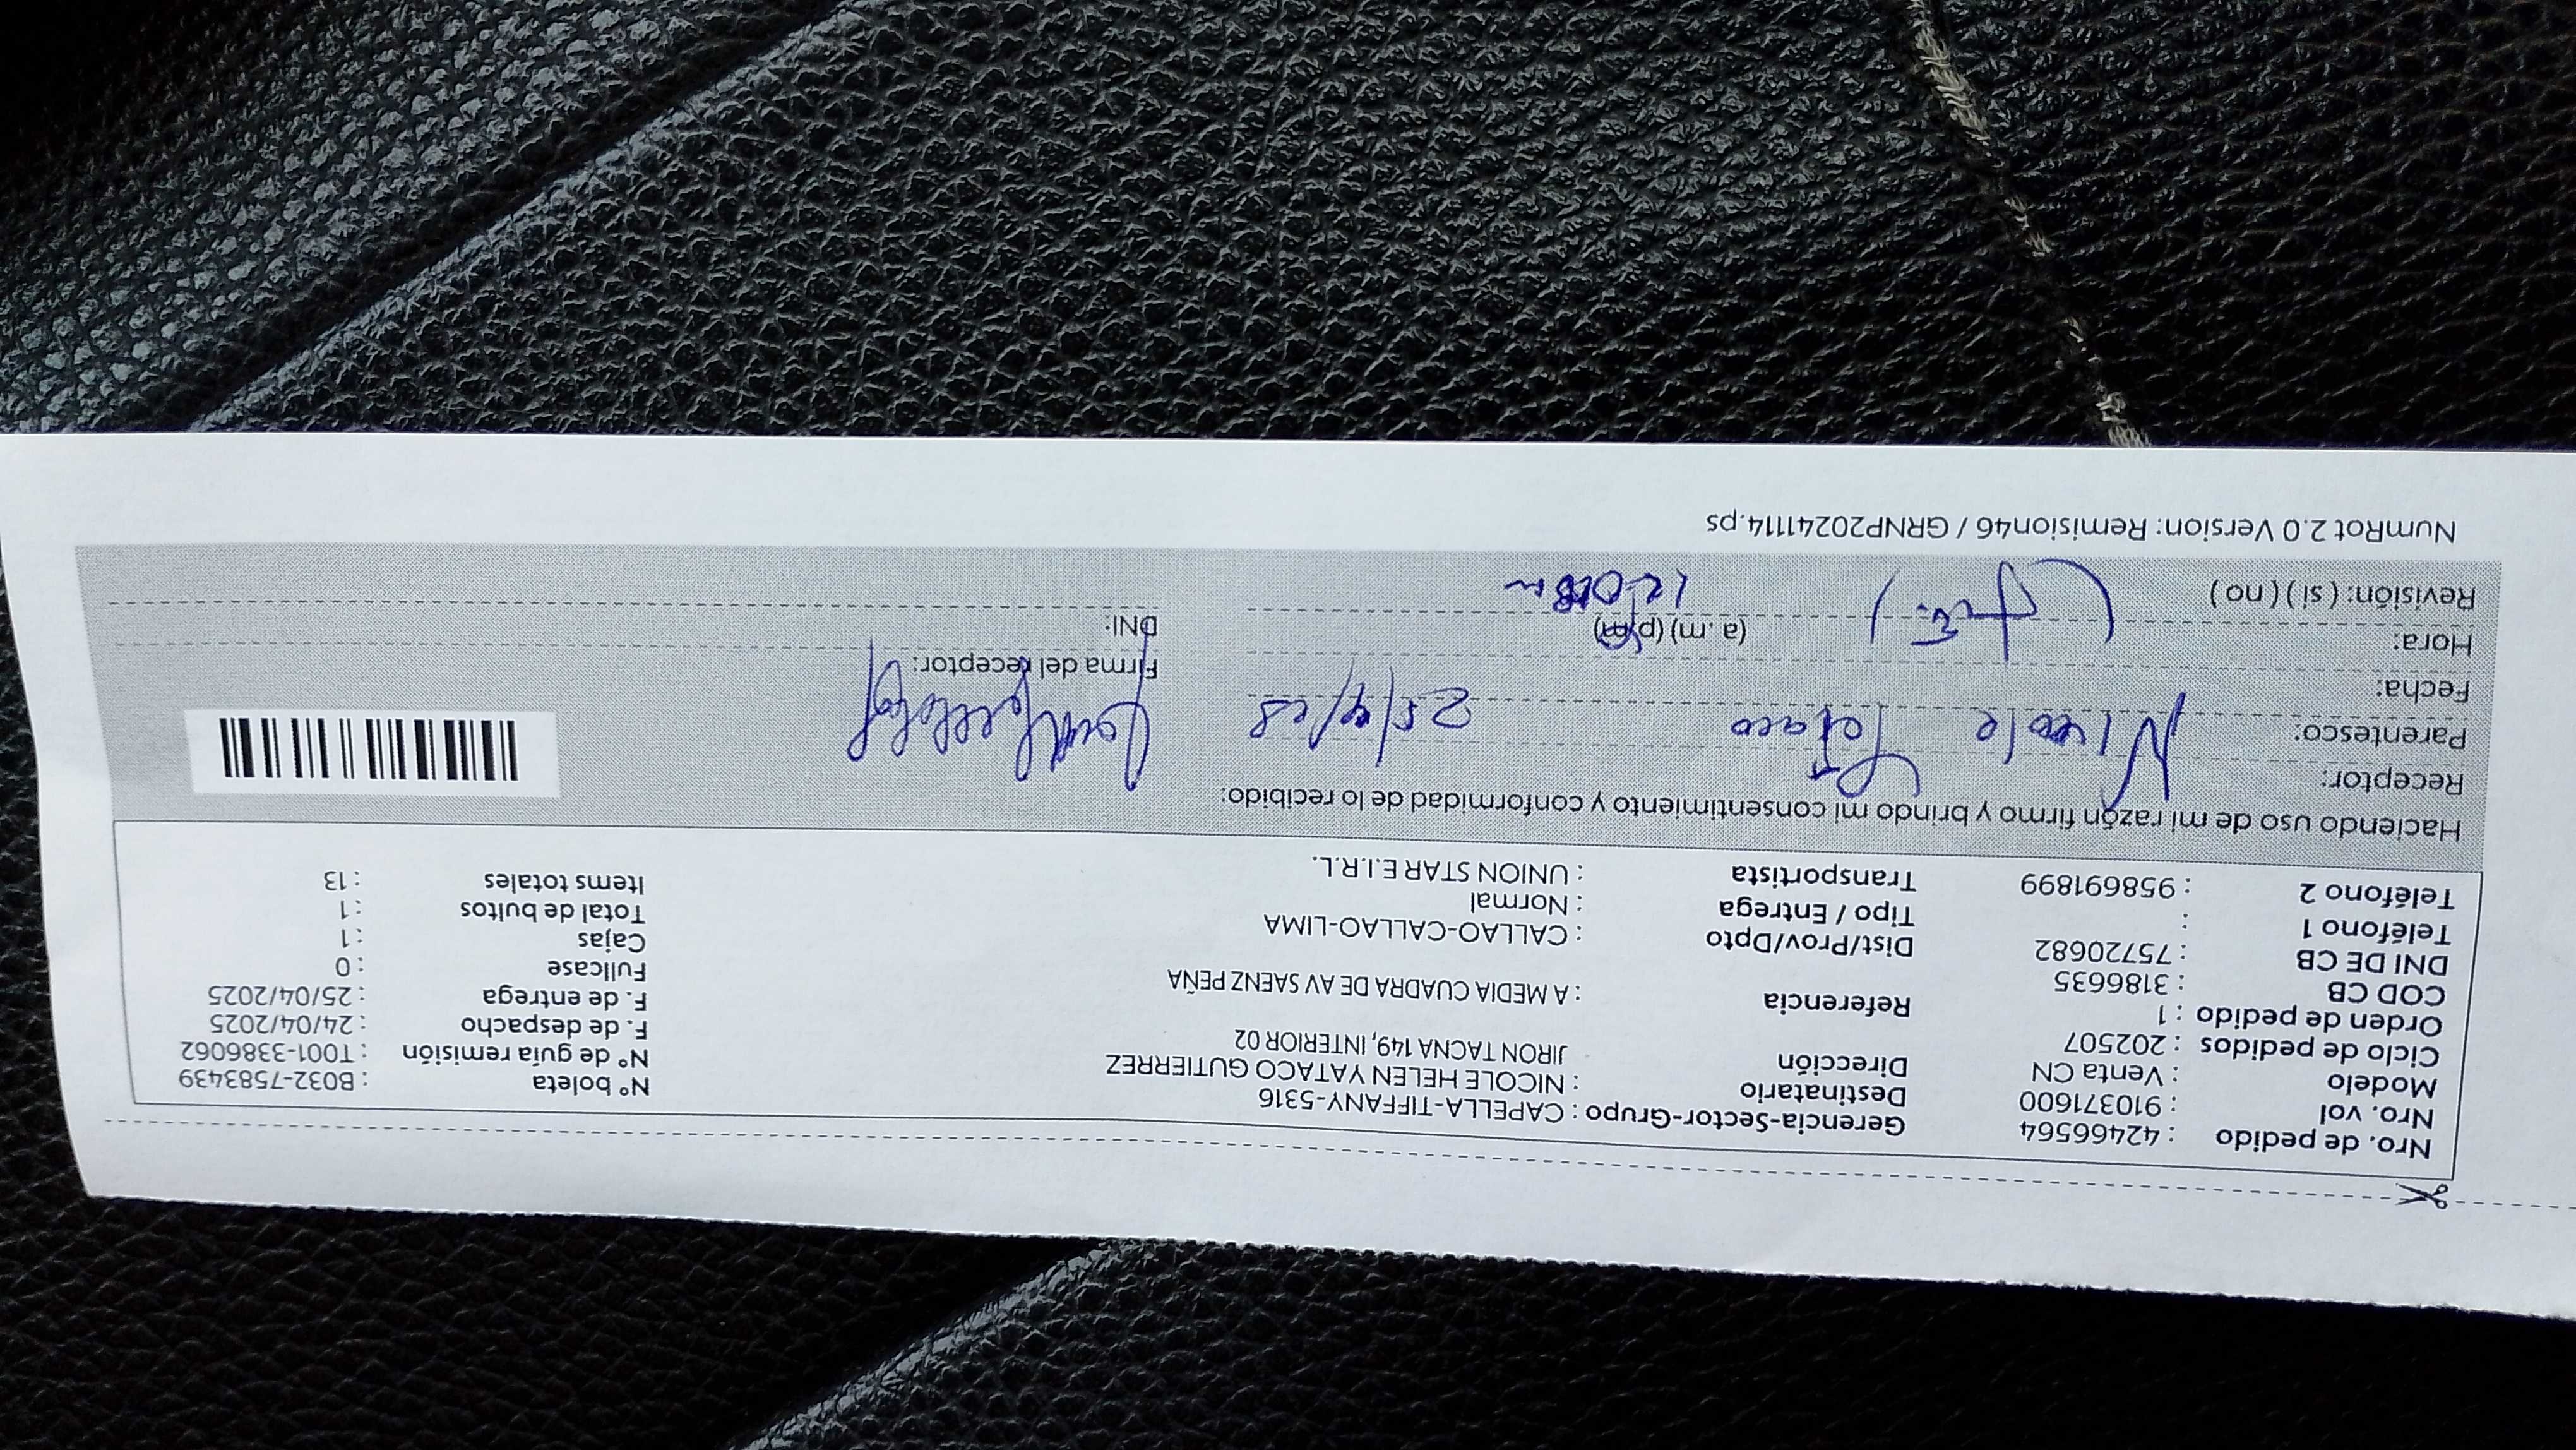 Nro. de pedido : 42466564 Gerencia-Sector-Grupo : CAPELLA-TIFFANY-5316 N° boleta : B032-7583439
Nro. vol : 910371600 Destinatario : NICOLE HELEN YATACO GUTIERREZ N° de guía remisión : T001-3386062
Modelo : Venta CN Dirección JIRON TACNA 149, INTERIOR 02 F. de despacho : 24/04/2025
Ciclo de pedidos : 202507 F. de entrega : 25/04/2025
Orden de pedido : 1 Referencia : A MEDIA CUADRA DE AV SAENZ PEÑA Fullcase : 0
COD CB : 3186635 Cajas : 1
DNI DE CB : 75720682 Dist/Prov/Dpto : CALLAO-CALLAO-LIMA Total de bultos : 1
Teléfono 1 : Tipo / Entrega : Normal Items totales : 13
Teléfono 2 : 958691899 Transportista : UNION STAR E.I.R.L.
Haciendo uso de mi razón firmo y brindo mi consentimiento y conformidad de lo recibido:
Receptor: Nicole
Parentesco:
Fecha: 25/4/25 Firma del receptor:
Hora: (a. m) (p. m) DNI:
Revisión: ( si ) ( no )
NumRot 2.0 Version: Remision46 / GRNP20241114.ps